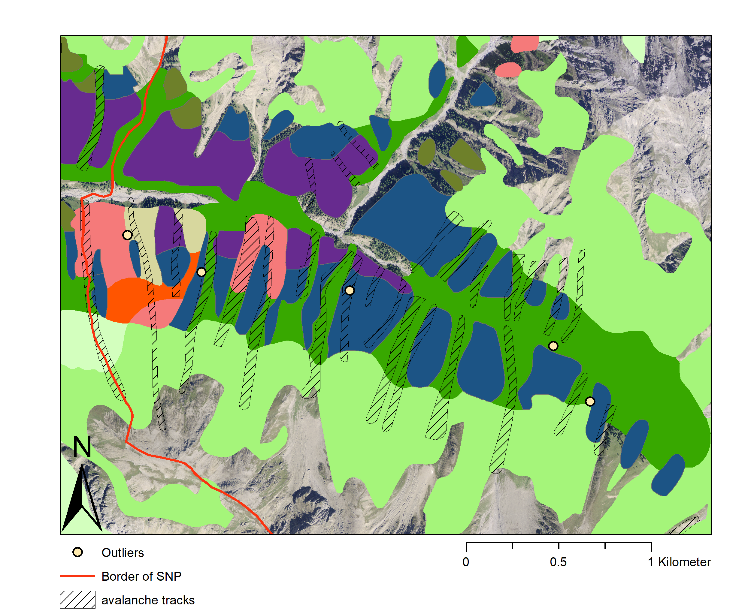 N
Outliers
0 0.5 1 Kilometer
Border of SNP
avalanche tracks